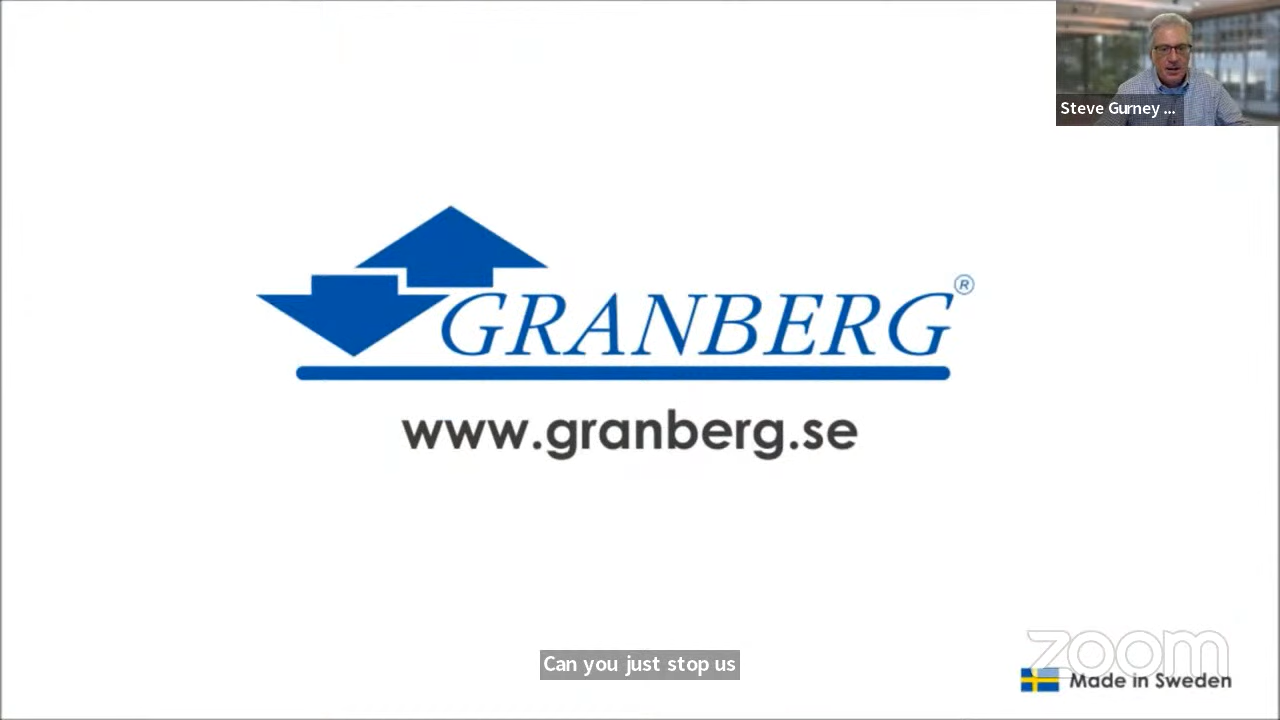 Steve Gurney ...
GRANBERG®
www.granberg.se
Can you just stop us
zoom
Made in Sweden